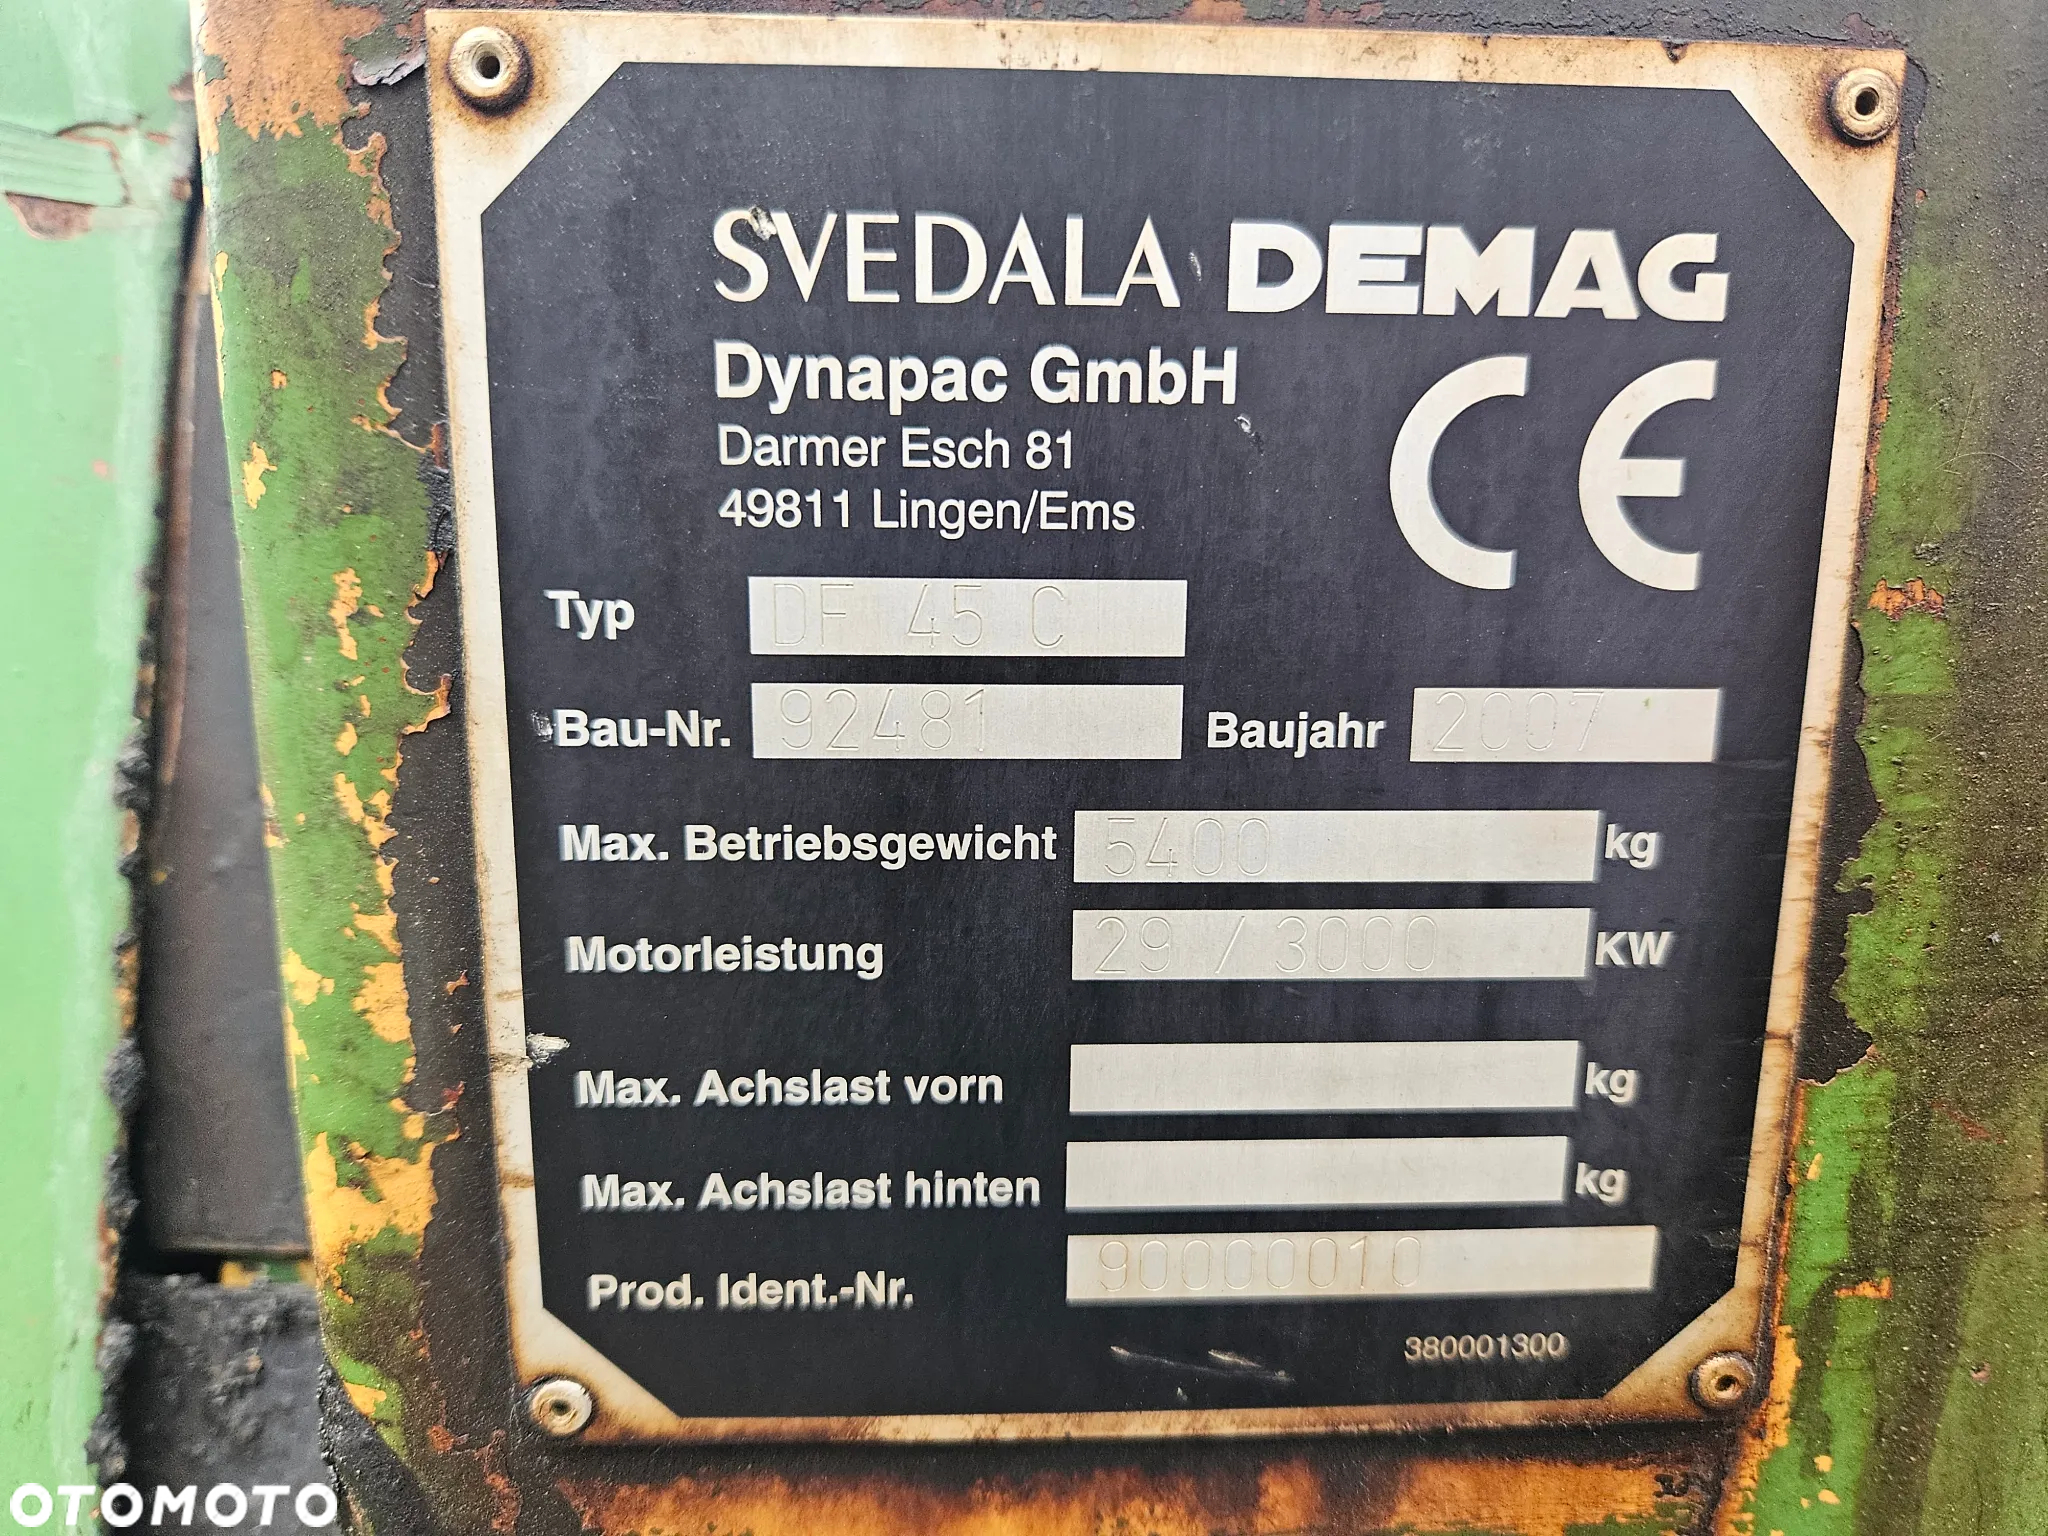 SVEDALA DEMAG
Dynapac GmbH
Darmer Esch 81
49811 Lingen/Ems
CE
Typ DF 45 C
Bau-Nr. 92481 Baujahr 2007
Max. Betriebsgewicht 5400 kg
Motorleistung 29 / 3000 KW
Max. Achslast vorn kg
Max. Achslast hinten kg
Prod. Ident.-Nr. 90000010
380001300
OTOMOTO